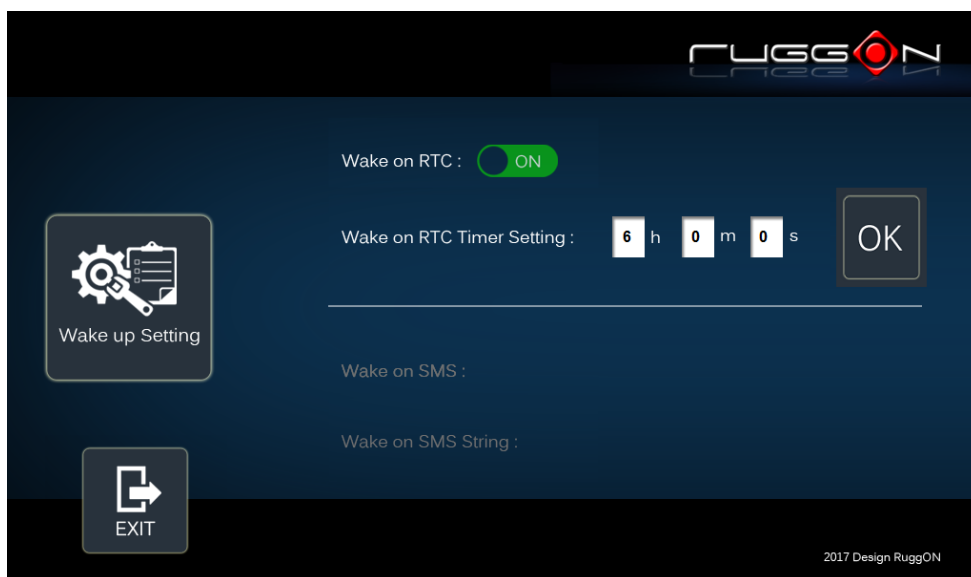 RUGGON
Wake on RTC : ON
Wake on RTC Timer Setting : 6 h 0 m 0 s OK
Wake up Setting
Wake on SMS :
Wake on SMS String :
EXIT
2017 Design RuggON